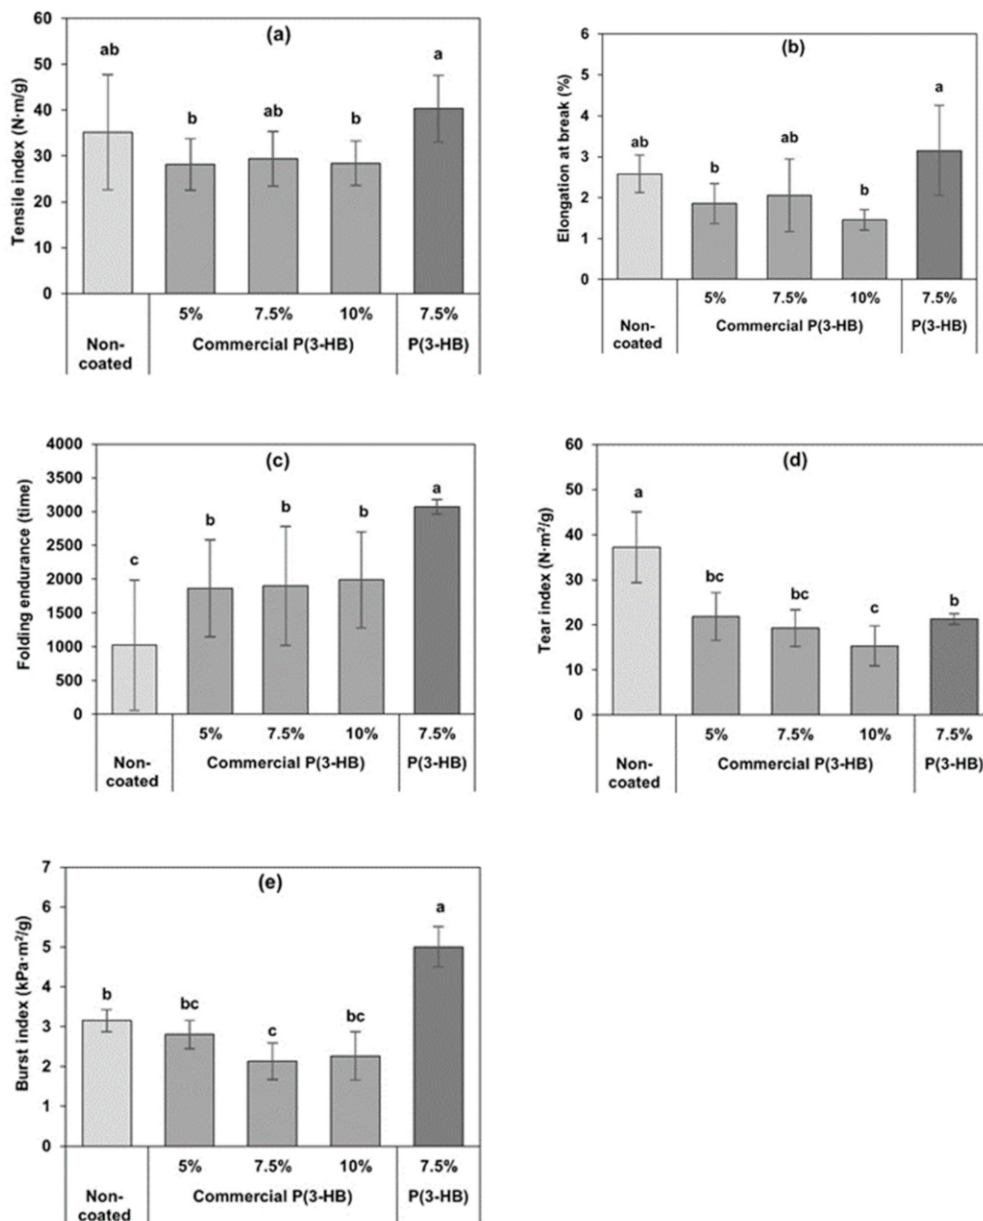 (a)
Tensile index (N·m/g)
60
50
40
30
20
10
0
ab
b
ab
b
a
5% 7.5% 10% 7.5%
Non-coated Commercial P(3-HB) P(3-HB)
(b)
Elongation at break (%)
6
5
4
3
2
1
0
ab
b
ab
b
a
5% 7.5% 10% 7.5%
Non-coated Commercial P(3-HB) P(3-HB)
(c)
Folding endurance (time)
4000
3500
3000
2500
2000
1500
1000
500
0
c
b
b
b
a
5% 7.5% 10% 7.5%
Non-coated Commercial P(3-HB) P(3-HB)
(d)
Tear index (N·m²/g)
60
50
40
30
20
10
0
a
bc
bc
c
b
5% 7.5% 10% 7.5%
Non-coated Commercial P(3-HB) P(3-HB)
(e)
Burst index (kPa·m²/g)
7
6
5
4
3
2
1
0
b
bc
c
bc
a
5% 7.5% 10% 7.5%
Non-coated Commercial P(3-HB) P(3-HB)